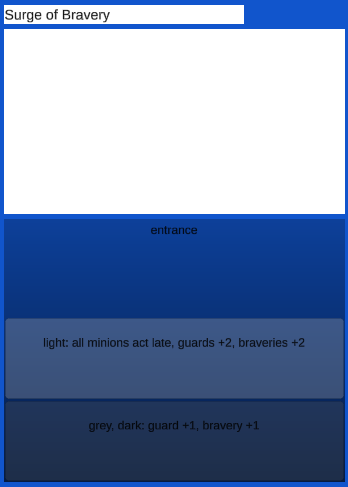 Surge of Bravery
entrance
light: all minions act late, guards +2, braveries +2
grey, dark: guard +1, bravery +1